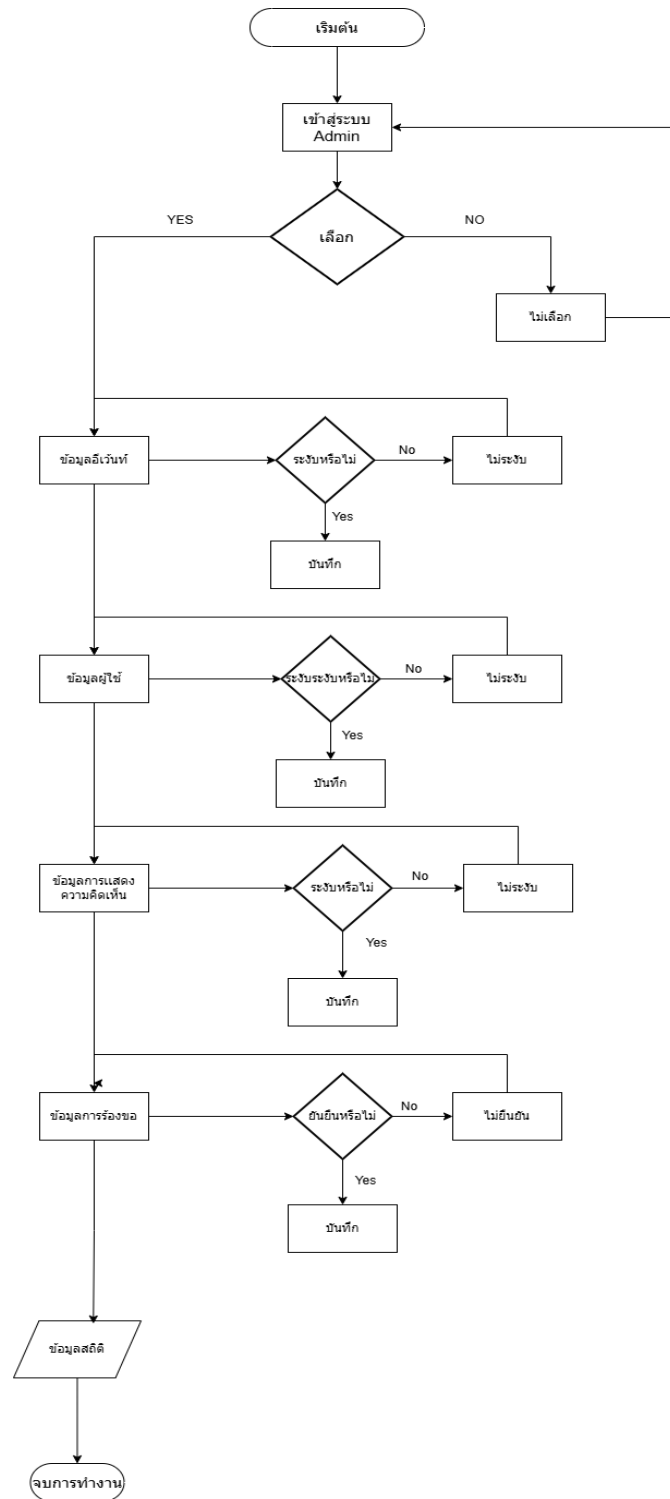 เริ่มต้น
เข้าสู่ระบบ
Admin
YES
เลือก
NO
ไม่เลือก
ข้อมูลอีเว้นท์
ระงับหรือไม่
No
ไม่ระงับ
Yes
บันทึก
ข้อมูลผู้ใช้
ระงับระงับหรือไม่
No
ไม่ระงับ
Yes
บันทึก
ข้อมูลการแสดง
ความคิดเห็น
ระงับหรือไม่
No
ไม่ระงับ
Yes
บันทึก
ข้อมูลการร้องขอ
ยันยืนหรือไม่
No
ไม่ยืนยัน
Yes
บันทึก
ข้อมูลสถิติ
จบการทำงาน